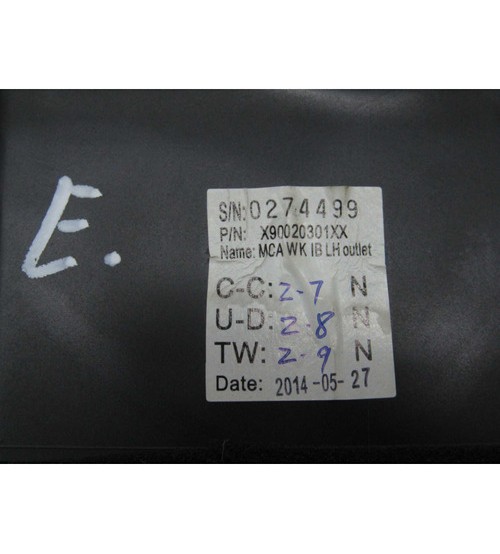 E.
S/N: 0274499
P/N: X90020301XX
Name: MCA WK IB LH outlet
C-C: 2-7 N
U-D: 2-8 N
TW: 2-9 N
Date: 2014-05-27